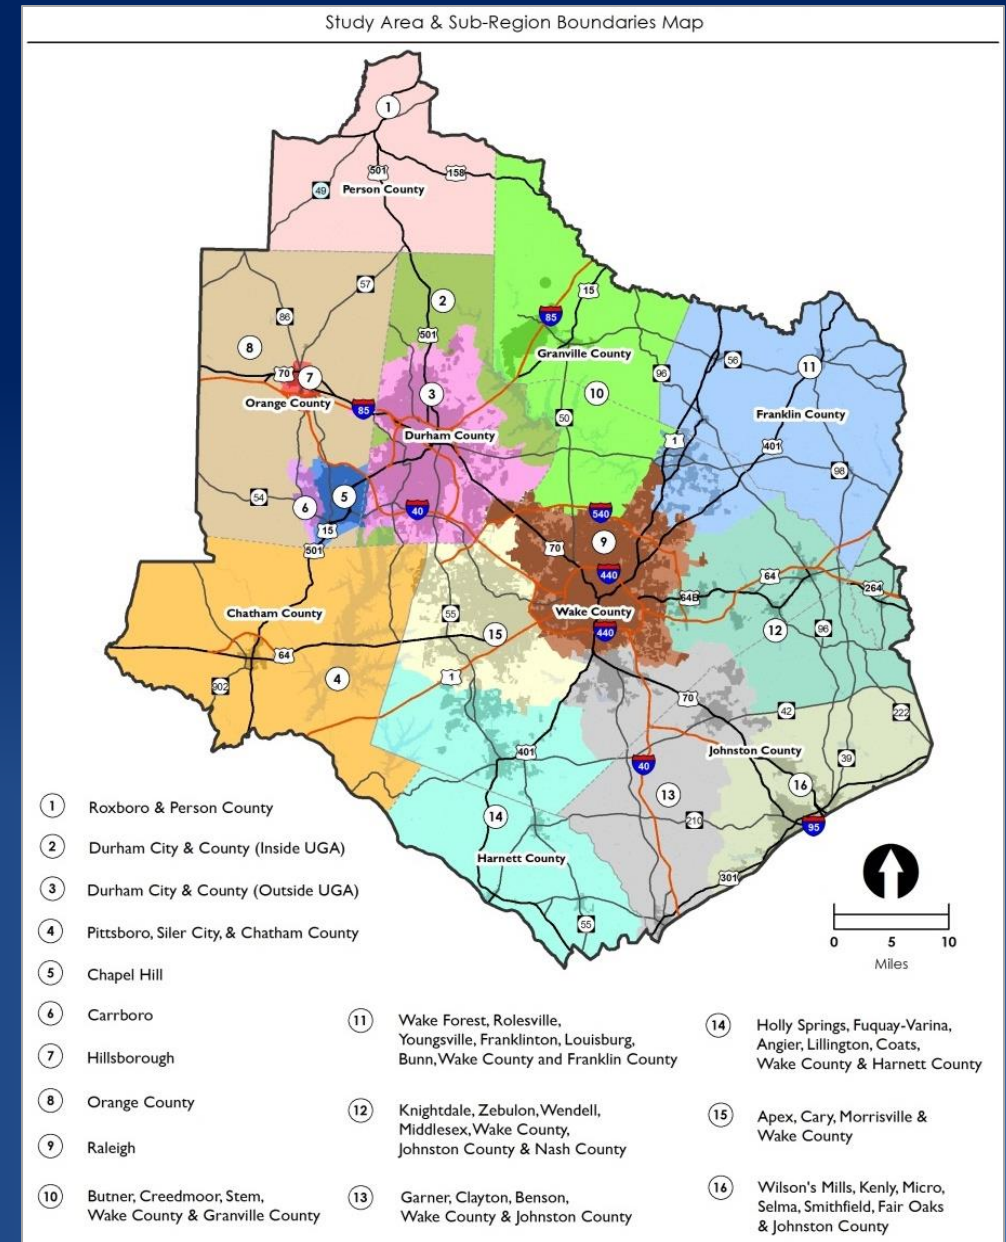 Study Area & Sub-Region Boundaries Map
1
501
158
49
Person County
57
2
15
86
85
501
8
Granville County
56
11
70
7
96
Orange County
3
10
85
50
Franklin County
Durham County
1
401
98
54
5
6
40
540
15
9
70
501
440
64
264
64B
Chatham County
55
Wake County
96
12
15
440
64
1
4
902
70
42
222
401
Johnston County
39
40
16
13
14
210
95
Harnett County
301
55
0 5 10
Miles
1 Roxboro & Person County
2 Durham City & County (Inside UGA)
3 Durham City & County (Outside UGA)
4 Pittsboro, Siler City, & Chatham County
5 Chapel Hill
6 Carrboro
7 Hillsborough
8 Orange County
9 Raleigh
10 Butner, Creedmoor, Stem,
Wake County & Granville County
11 Wake Forest, Rolesville,
Youngsville, Franklinton, Louisburg,
Bunn, Wake County and Franklin County
12 Knightdale, Zebulon, Wendell,
Middlesex, Wake County,
Johnston County & Nash County
13 Garner, Clayton, Benson,
Wake County & Johnston County
14 Holly Springs, Fuquay-Varina,
Angier, Lillington, Coats,
Wake County & Harnett County
15 Apex, Cary, Morrisville &
Wake County
16 Wilson's Mills, Kenly, Micro,
Selma, Smithfield, Fair Oaks
& Johnston County